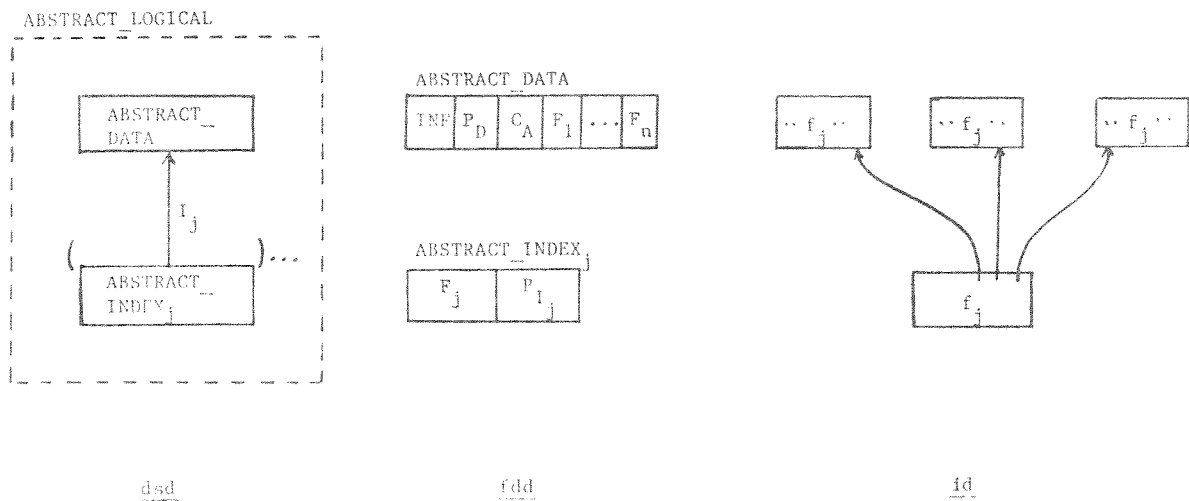 ABSTRACT_LOGICAL
ABSTRACT_
DATA
I_j
( )...
ABSTRACT_
INDEX_j
dsd
ABSTRACT_DATA
INF P_D C_A F_1 ... F_n
ABSTRACT_INDEX_j
F_j P_I_j
fdd
·· f_j ·· ·· f_j ·· ·· f_j ··
f_j
id